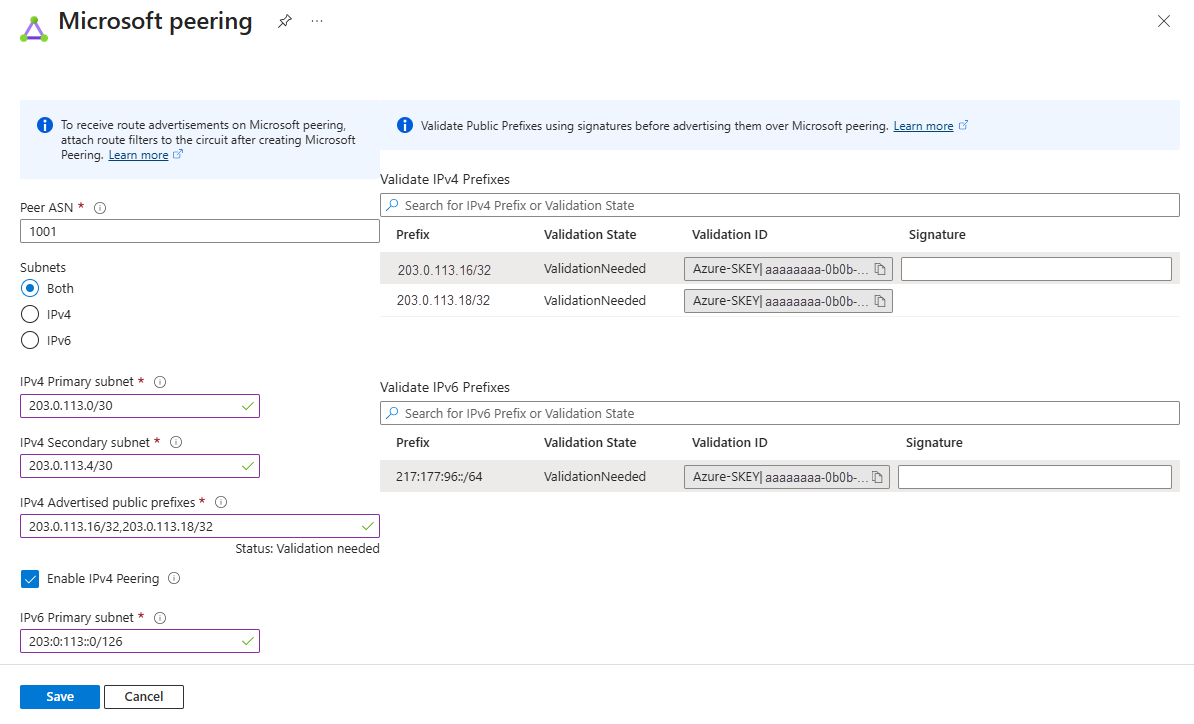 Microsoft peering
To receive route advertisements on Microsoft peering,
attach route filters to the circuit after creating Microsoft
Peering. Learn more
Validate Public Prefixes using signatures before advertising them over Microsoft peering. Learn more
Peer ASN *
1001
Subnets
Both
IPv4
IPv6
IPv4 Primary subnet *
203.0.113.0/30
IPv4 Secondary subnet *
203.0.113.4/30
IPv4 Advertised public prefixes *
203.0.113.16/32,203.0.113.18/32
Status: Validation needed
Enable IPv4 Peering
IPv6 Primary subnet *
203:0:113::0/126
Validate IPv4 Prefixes
Search for IPv4 Prefix or Validation State
Prefix Validation State Validation ID Signature
203.0.113.16/32 ValidationNeeded Azure-SKEY| aaaaaaaa-0b0b-...
203.0.113.18/32 ValidationNeeded Azure-SKEY| aaaaaaaa-0b0b-...
Validate IPv6 Prefixes
Search for IPv6 Prefix or Validation State
Prefix Validation State Validation ID Signature
217:177:96::/64 ValidationNeeded Azure-SKEY| aaaaaaaa-0b0b-...
Save Cancel